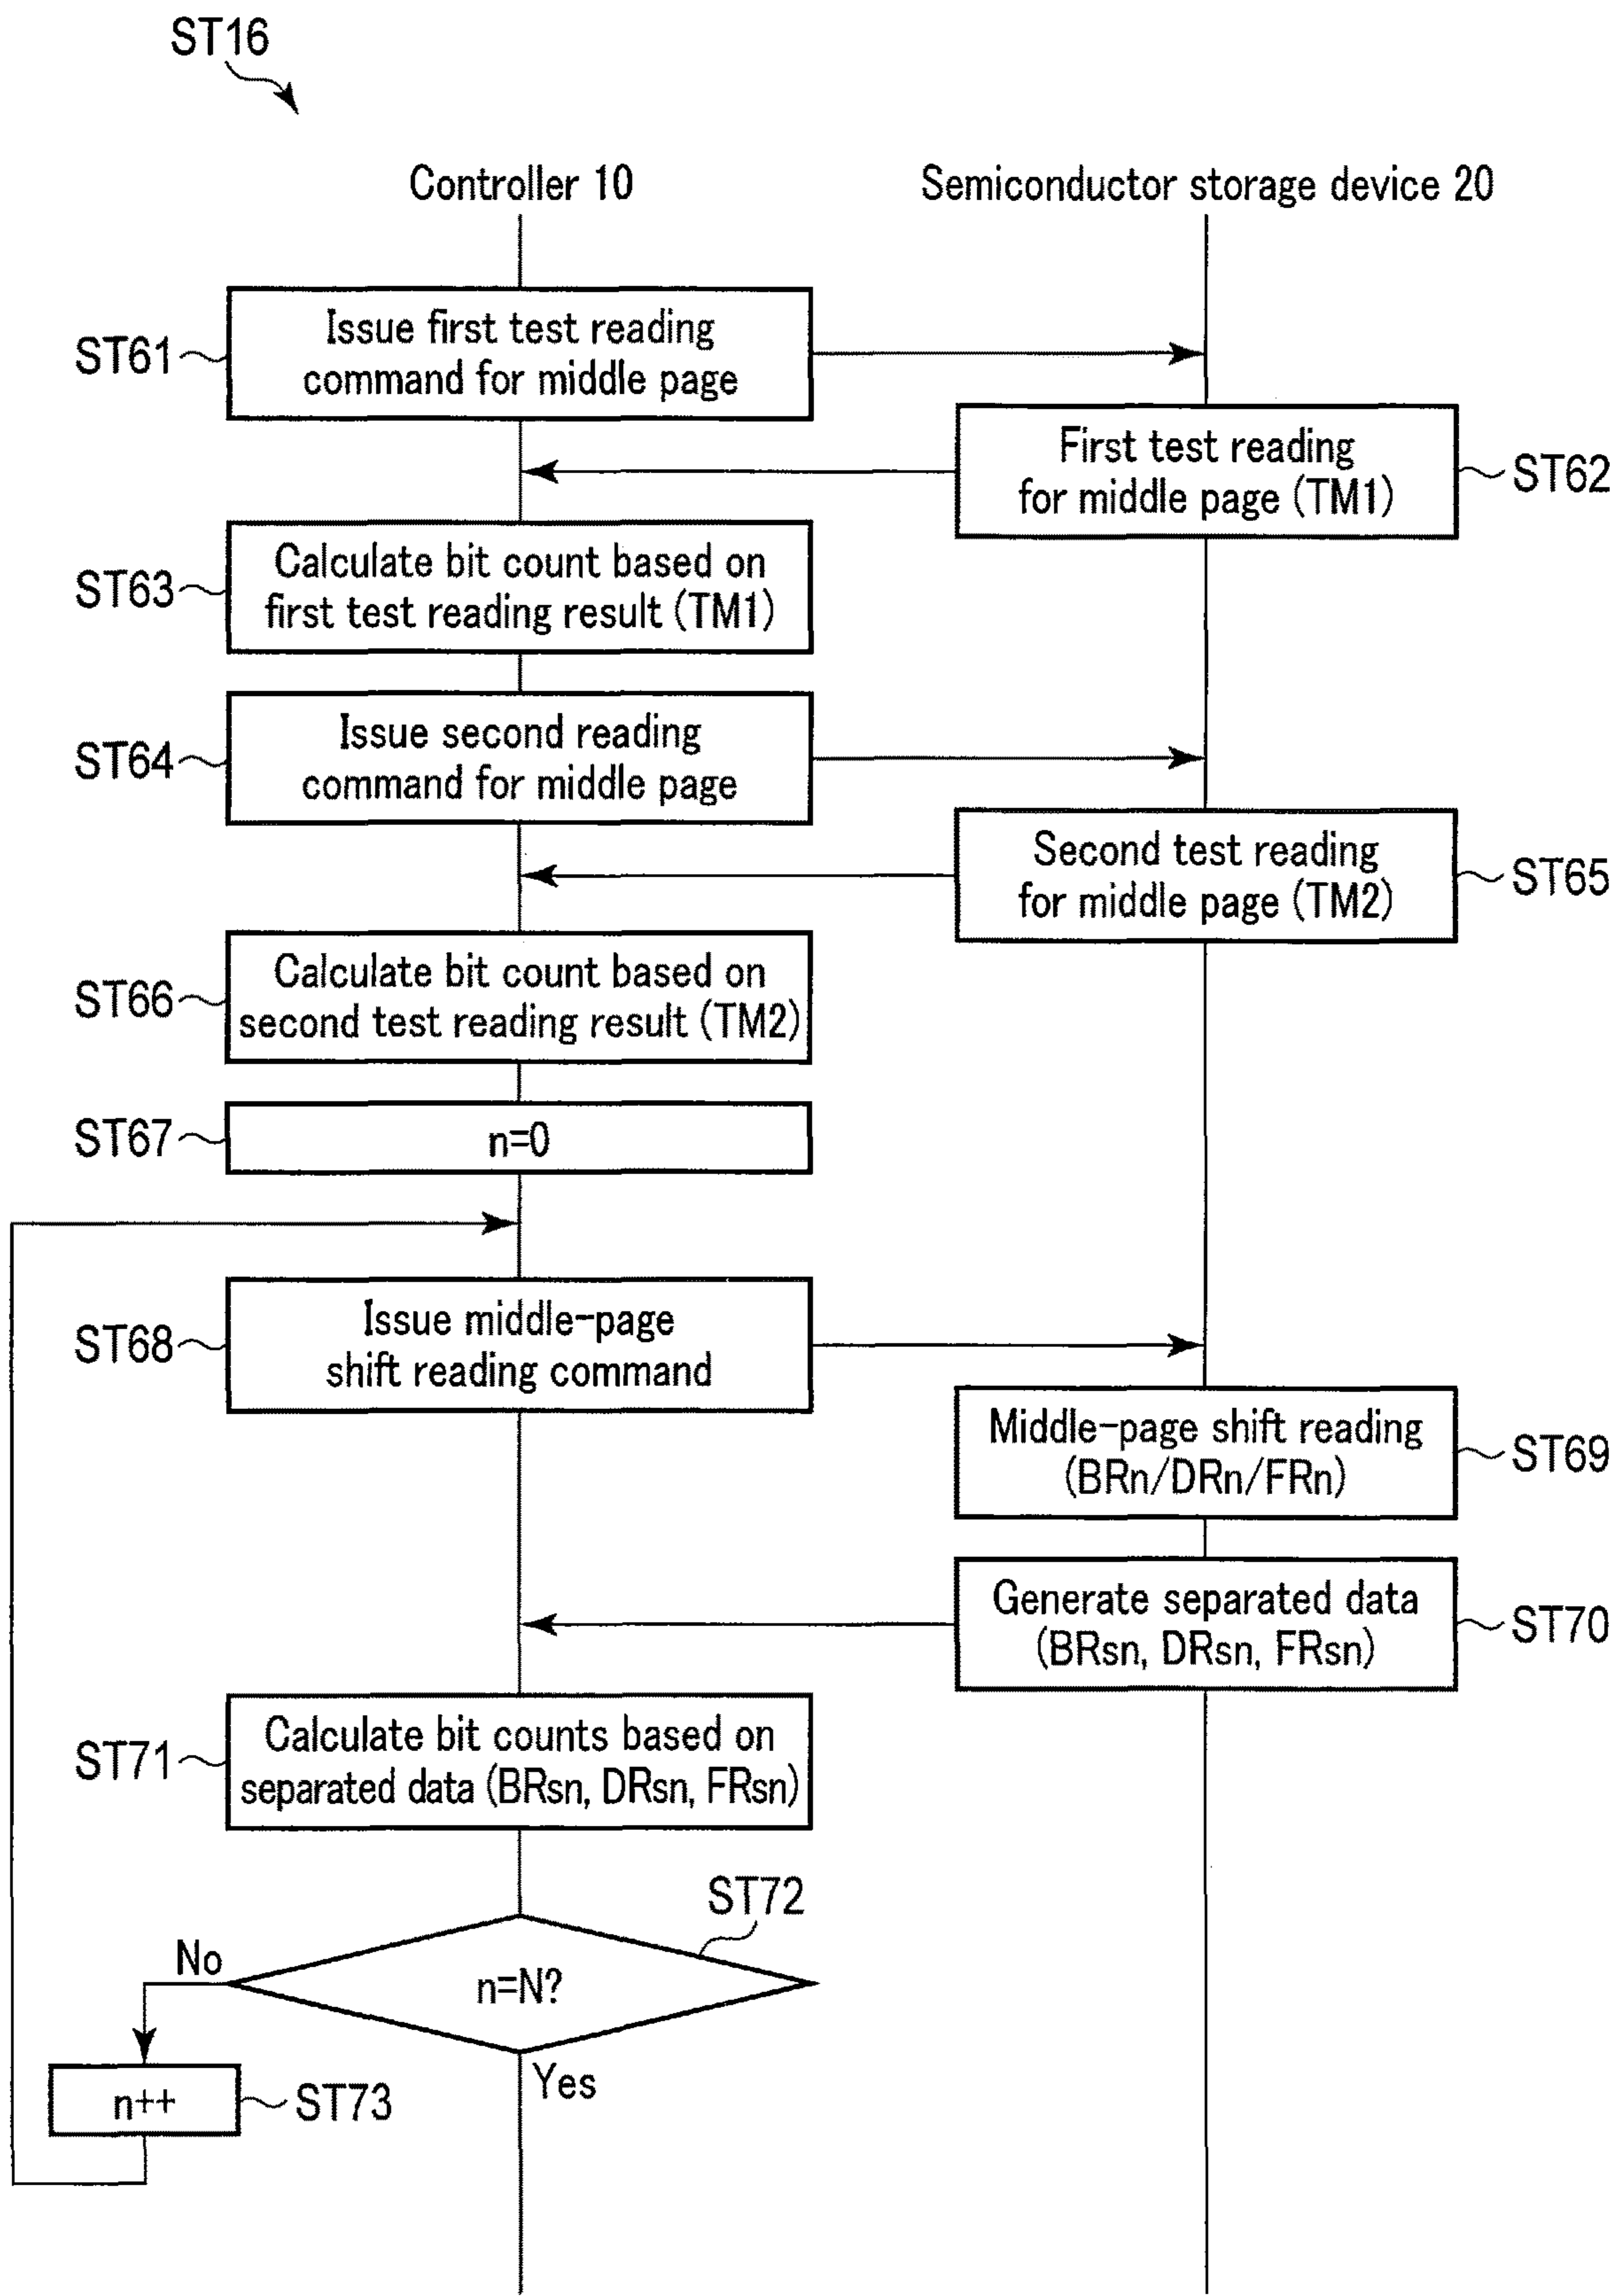 ST16
Controller 10
Semiconductor storage device 20
ST61
Issue first test reading
command for middle page
First test reading
for middle page (TM1)
ST62
ST63
Calculate bit count based on
first test reading result (TM1)
ST64
Issue second reading
command for middle page
Second test reading
for middle page (TM2)
ST65
ST66
Calculate bit count based on
second test reading result (TM2)
ST67
n=0
ST68
Issue middle-page
shift reading command
Middle-page shift reading
(BRn/DRn/FRn)
ST69
Generate separated data
(BRsn, DRsn, FRsn)
ST70
ST71
Calculate bit counts based on
separated data (BRsn, DRsn, FRsn)
ST72
No
n=N?
Yes
n++
ST73